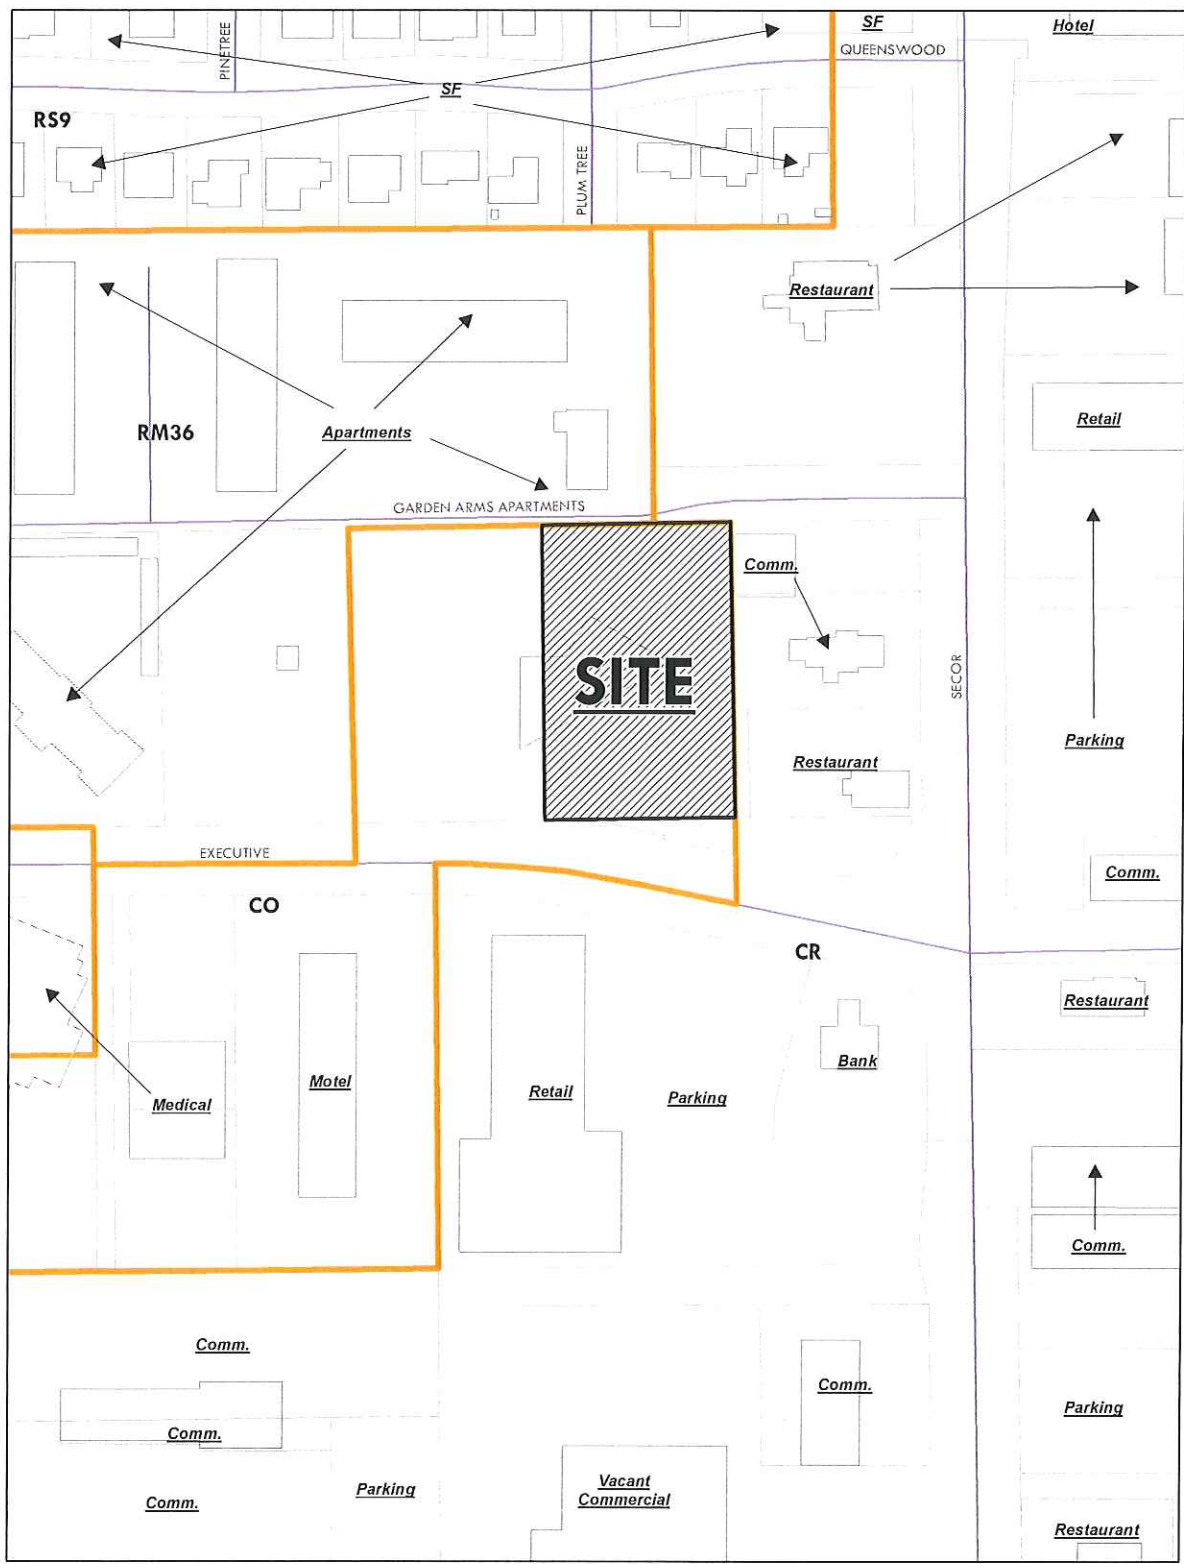 SF
Hotel
PINETREE
QUEENSWOOD
SF
RS9
PLUM TREE
Restaurant
Retail
RM36
Apartments
GARDEN ARMS APARTMENTS
Comm.
SITE
SECOR
Parking
Restaurant
EXECUTIVE
Comm.
CO
CR
Restaurant
Bank
Motel
Retail
Parking
Medical
Comm.
Comm.
Comm.
Parking
Comm.
Parking
Vacant
Commercial
Comm.
Restaurant